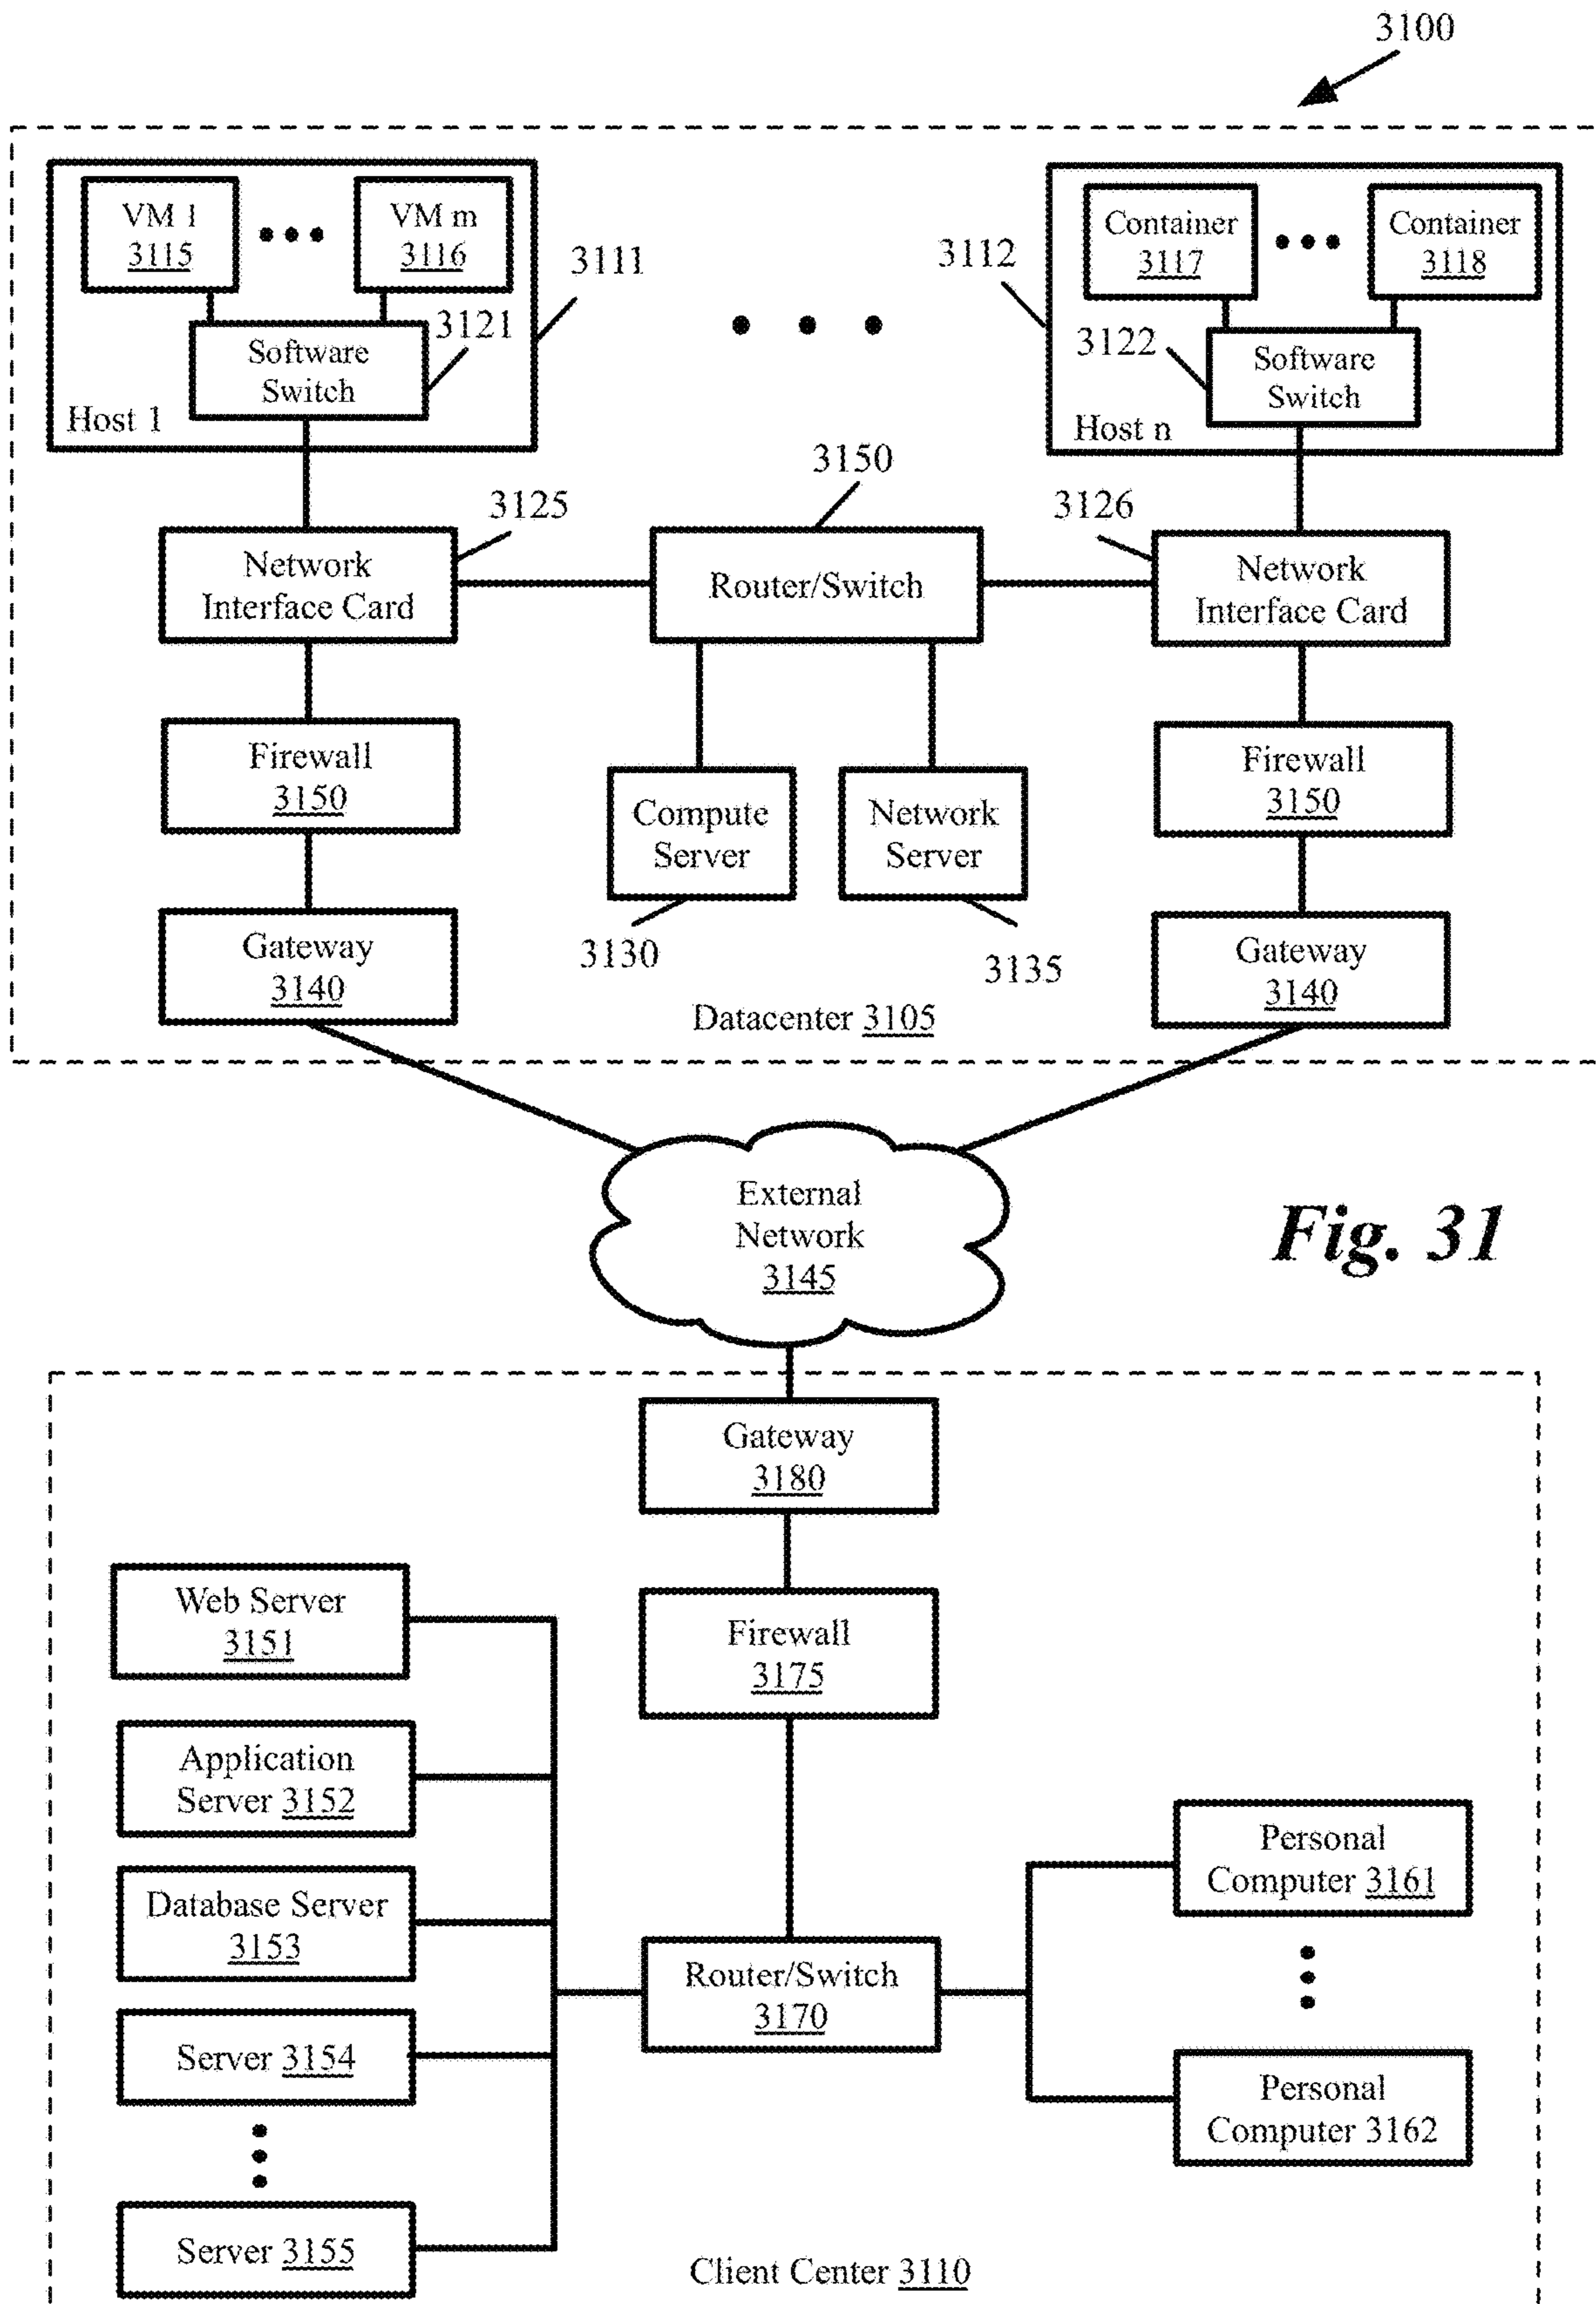 3100
VM 1
3115
VM m
3116
3111
3121
Software
Switch
Host 1
3112
Container
3117
Container
3118
3122
Software
Switch
Host n
3125
Network
Interface Card
3150
Router/Switch
3126
Network
Interface Card
Firewall
3150
Compute
Server
3130
Network
Server
3135
Firewall
3150
Gateway
3140
Datacenter 3105
Gateway
3140
External
Network
3145
Fig. 31
Gateway
3180
Firewall
3175
Web Server
3151
Application
Server 3152
Database Server
3153
Server 3154
Server 3155
Router/Switch
3170
Personal
Computer 3161
Personal
Computer 3162
Client Center 3110